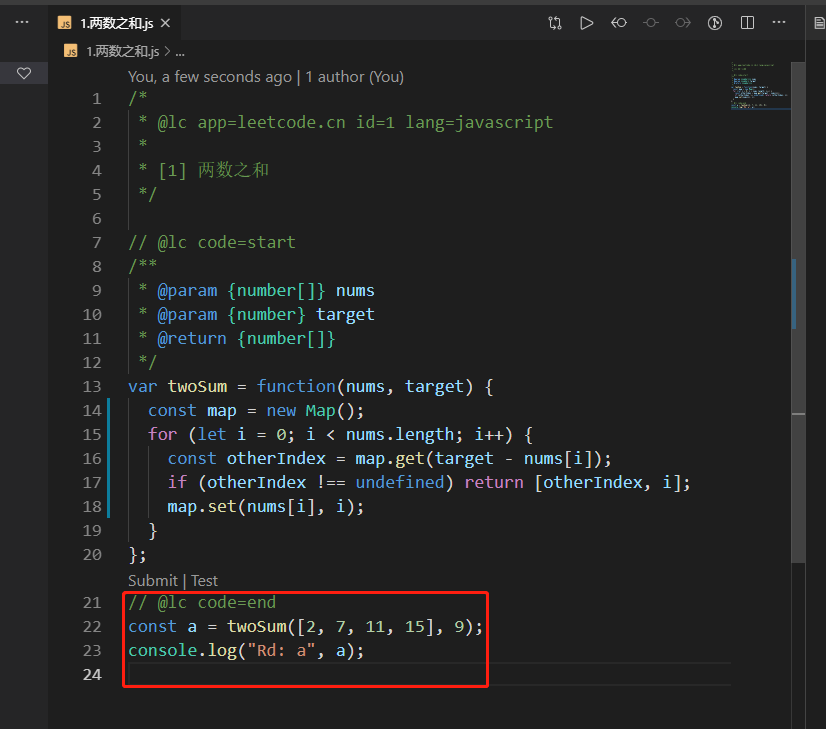 JS 1.两数之和.js
JS 1.两数之和.js > ...
You, a few seconds ago | 1 author (You)
1 /*
2  * @lc app=leetcode.cn id=1 lang=javascript
3  *
4  * [1] 两数之和
5  */
6
7 // @lc code=start
8 /**
9  * @param {number[]} nums
10  * @param {number} target
11  * @return {number[]}
12  */
13 var twoSum = function(nums, target) {
14   const map = new Map();
15   for (let i = 0; i < nums.length; i++) {
16     const otherIndex = map.get(target - nums[i]);
17     if (otherIndex !== undefined) return [otherIndex, i];
18     map.set(nums[i], i);
19   }
20 };
Submit | Test
21 // @lc code=end
22 const a = twoSum([2, 7, 11, 15], 9);
23 console.log("Rd: a", a);
24